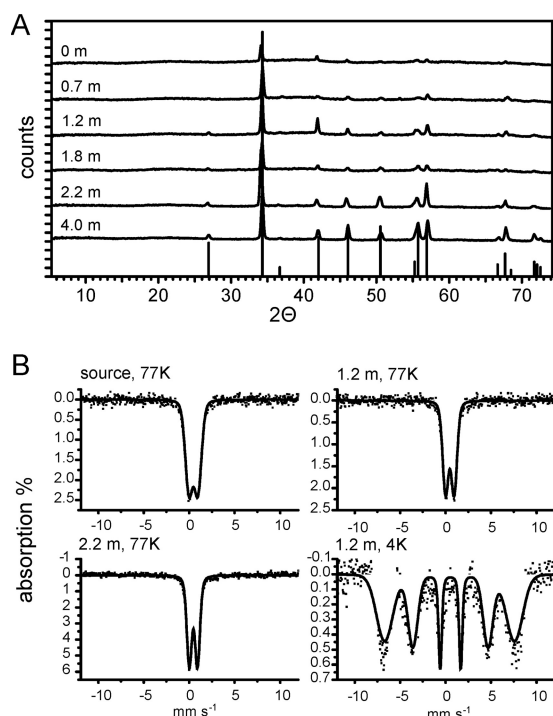 A
counts
0 m
0.7 m
1.2 m
1.8 m
2.2 m
4.0 m
10 20 30 40 50 60 70
2Θ
B
absorption %
source, 77K
0.0
0.5
1.0
1.5
2.0
2.5
-10 -5 0 5 10
1.2 m, 77K
0.0
0.5
1.0
1.5
2.0
2.5
-10 -5 0 5 10
2.2 m, 77K
-1
0
1
2
3
4
5
6
-10 -5 0 5 10
mm s-1
1.2 m, 4K
-0.1
0.0
0.1
0.2
0.3
0.4
0.5
0.6
0.7
-10 -5 0 5 10
mm s-1